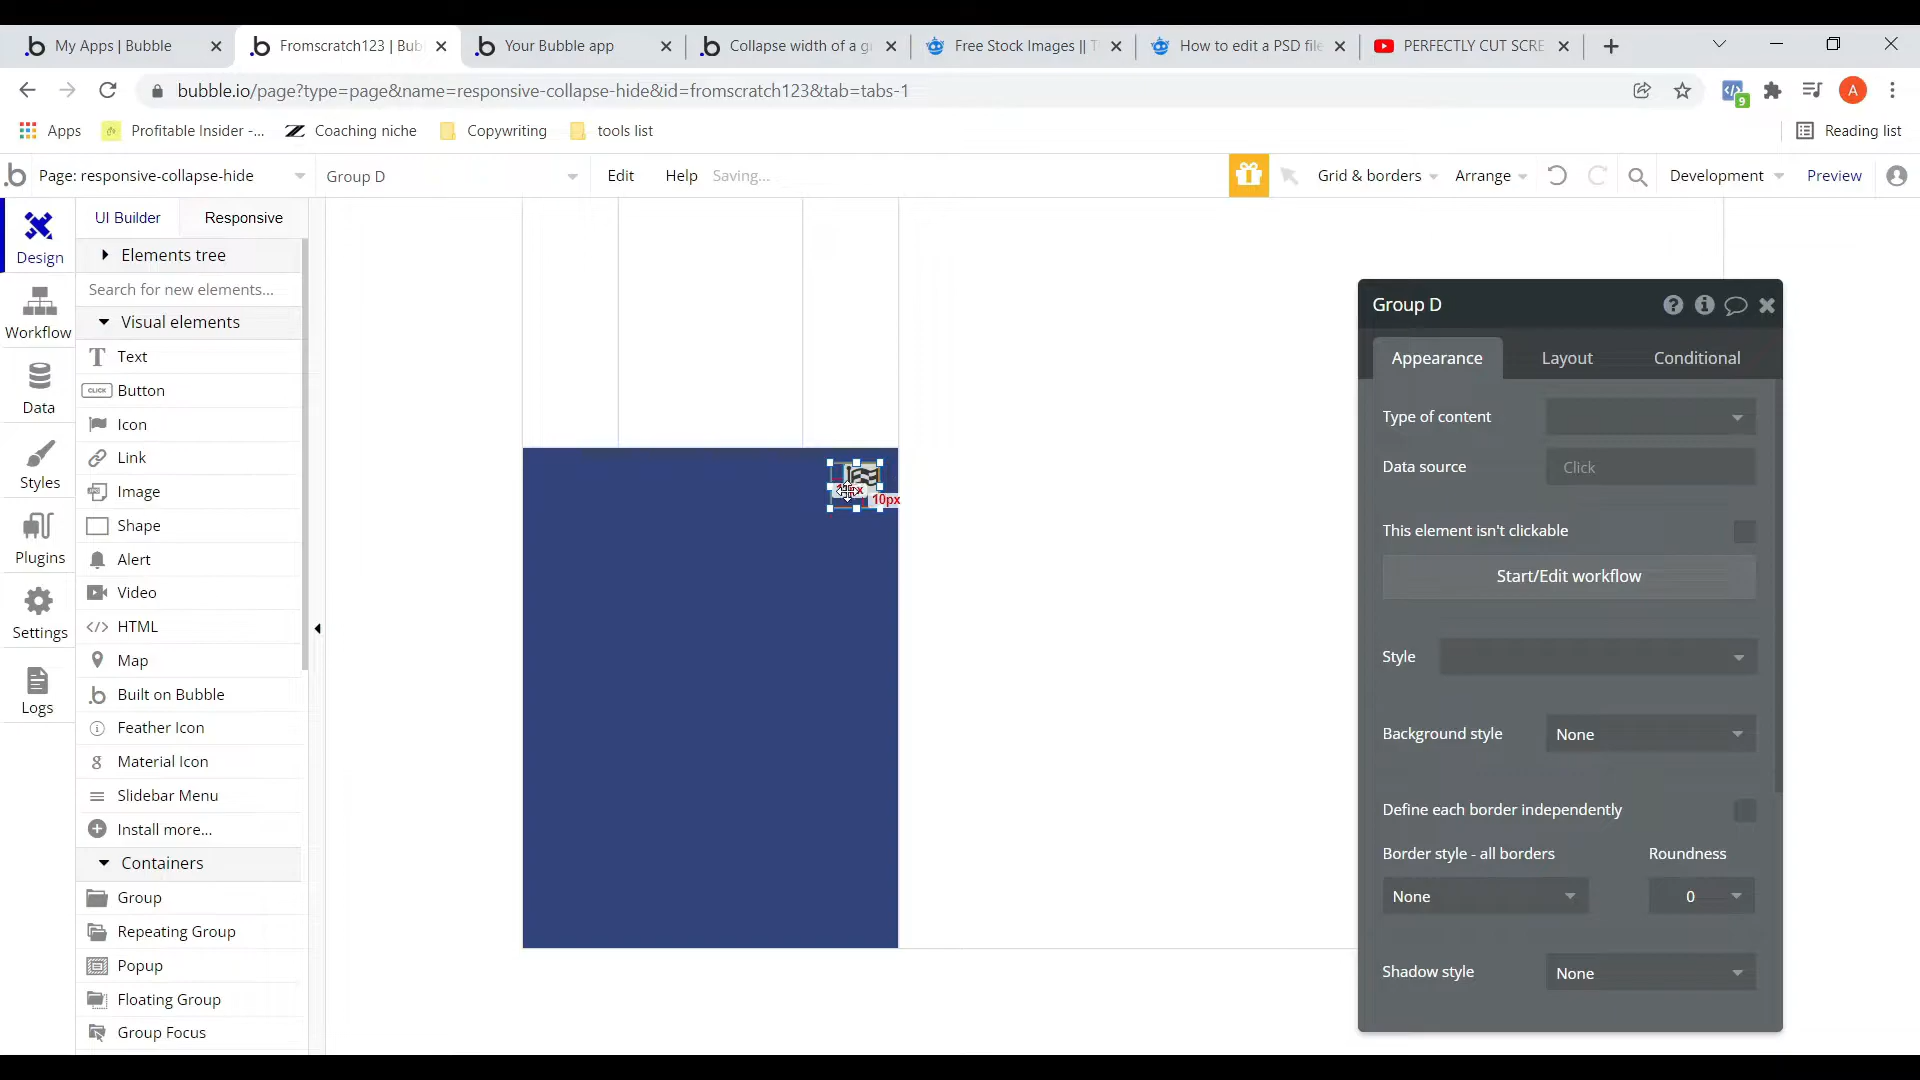 My Apps | Bubble
Fromscratch123 | Bub
Your Bubble app
Collapse width of a g
Free Stock Images || T
How to edit a PSD file
PERFECTLY CUT SCRE
bubble.io/page?type=page&name=responsive-collapse-hide&id=fromscratch123&tab=tabs-1
A
9
Apps
Profitable Insider -...
Coaching niche
Copywriting
tools list
Reading list
Page: responsive-collapse-hide
Group D
Edit
Help
Saving...
Grid & borders
Arrange
Development
Preview
UI Builder
Responsive
Design
Workflow
Data
Styles
Plugins
Settings
Logs
Elements tree
Search for new elements...
Visual elements
Text
CLICK Button
Icon
Link
Image
Shape
Alert
Video
HTML
Map
Built on Bubble
Feather Icon
Material Icon
Slidebar Menu
Install more...
Containers
Group
Repeating Group
Popup
Floating Group
Group Focus
10px
Group D
Appearance
Layout
Conditional
Type of content
Data source
Click
This element isn't clickable
Start/Edit workflow
Style
Background style
None
Define each border independently
Border style - all borders
Roundness
None
0
Shadow style
None